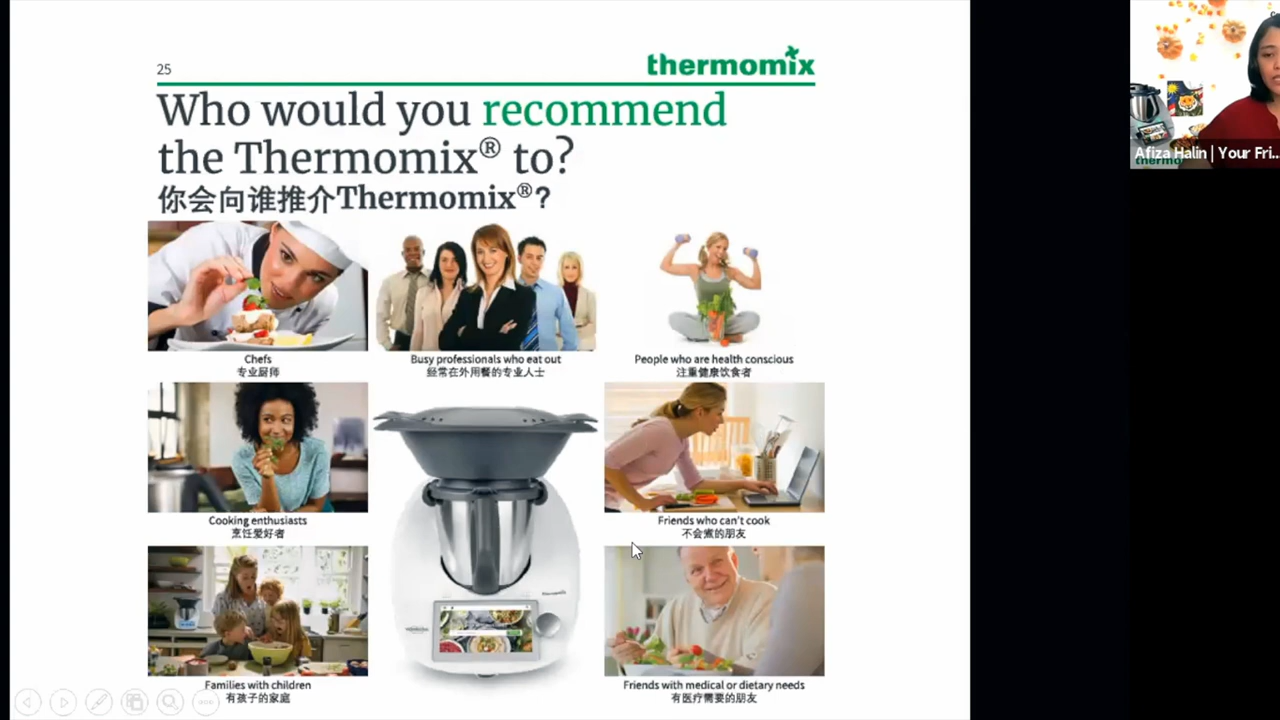 25
thermomix
Who would you recommend
the Thermomix® to?
你会向谁推介Thermomix®?
Chefs
专业厨师
Busy professionals who eat out
经常在外用餐的专业人士
People who are health conscious
注重健康饮食者
Cooking enthusiasts
烹饪爱好者
Friends who can't cook
不会煮的朋友
Families with children
有孩子的家庭
Friends with medical or dietary needs
有医疗需要的朋友
thermomix
Afiza Halin | Your Fri...
thermo